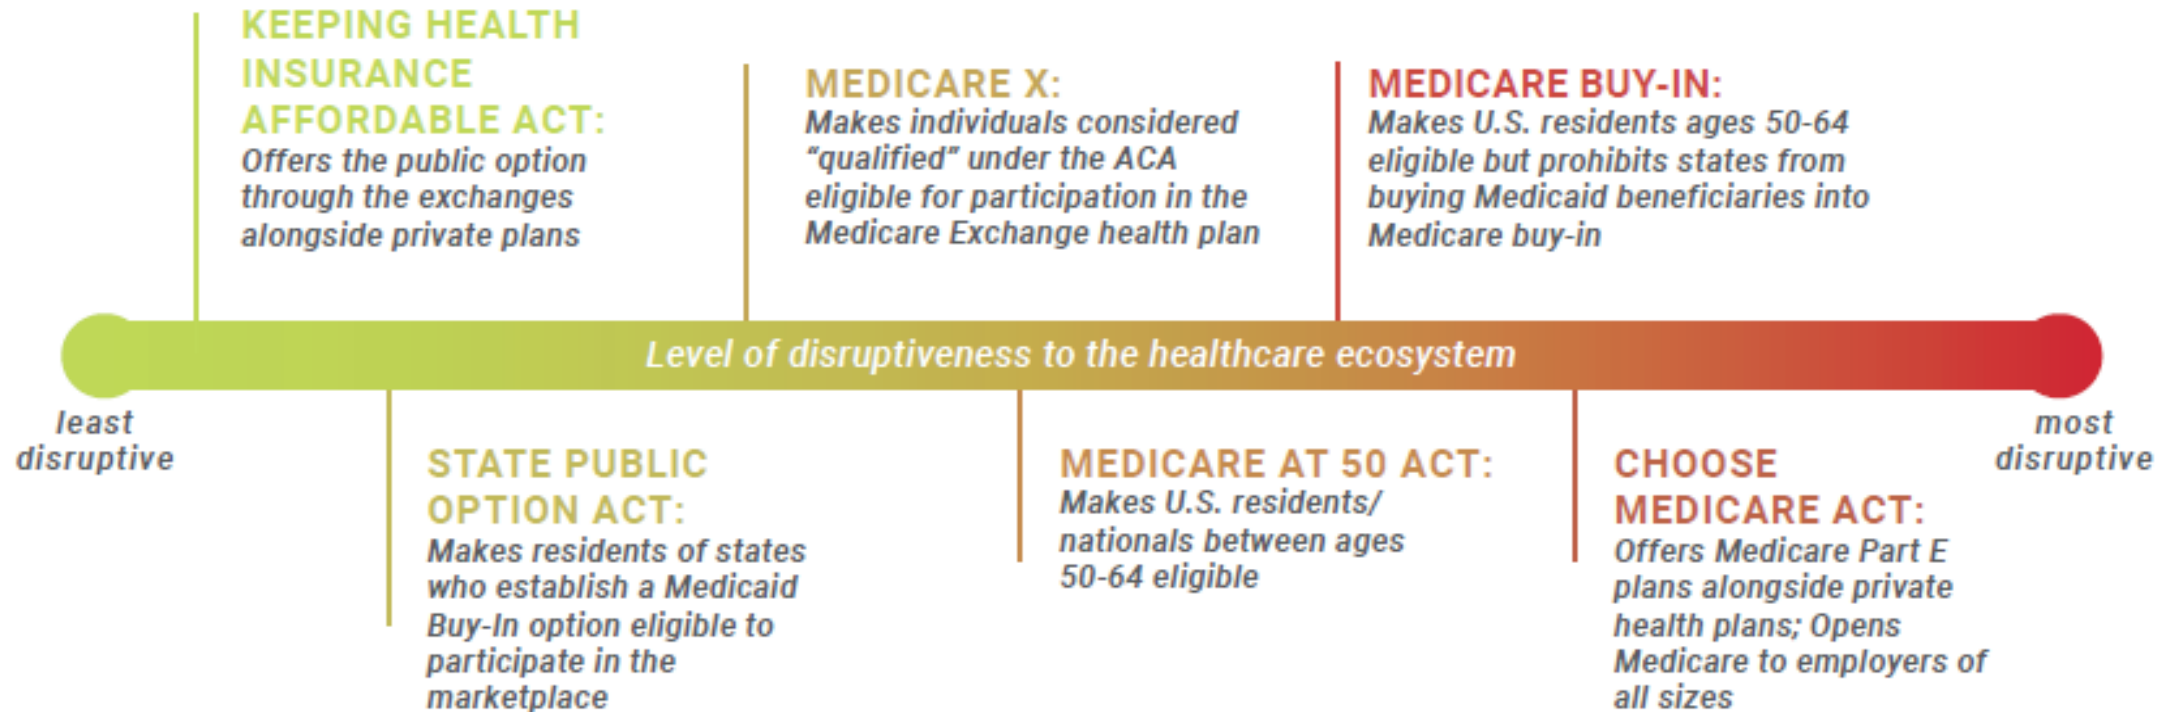 KEEPING HEALTH
INSURANCE
AFFORDABLE ACT:
Offers the public option
through the exchanges
alongside private plans
MEDICARE X:
Makes individuals considered
“qualified” under the ACA
eligible for participation in the
Medicare Exchange health plan
MEDICARE BUY-IN:
Makes U.S. residents ages 50-64
eligible but prohibits states from
buying Medicaid beneficiaries into
Medicare buy-in
Level of disruptiveness to the healthcare ecosystem
least
disruptive
most
disruptive
STATE PUBLIC
OPTION ACT:
Makes residents of states
who establish a Medicaid
Buy-In option eligible to
participate in the
marketplace
MEDICARE AT 50 ACT:
Makes U.S. residents/
nationals between ages
50-64 eligible
CHOOSE
MEDICARE ACT:
Offers Medicare Part E
plans alongside private
health plans; Opens
Medicare to employers of
all sizes